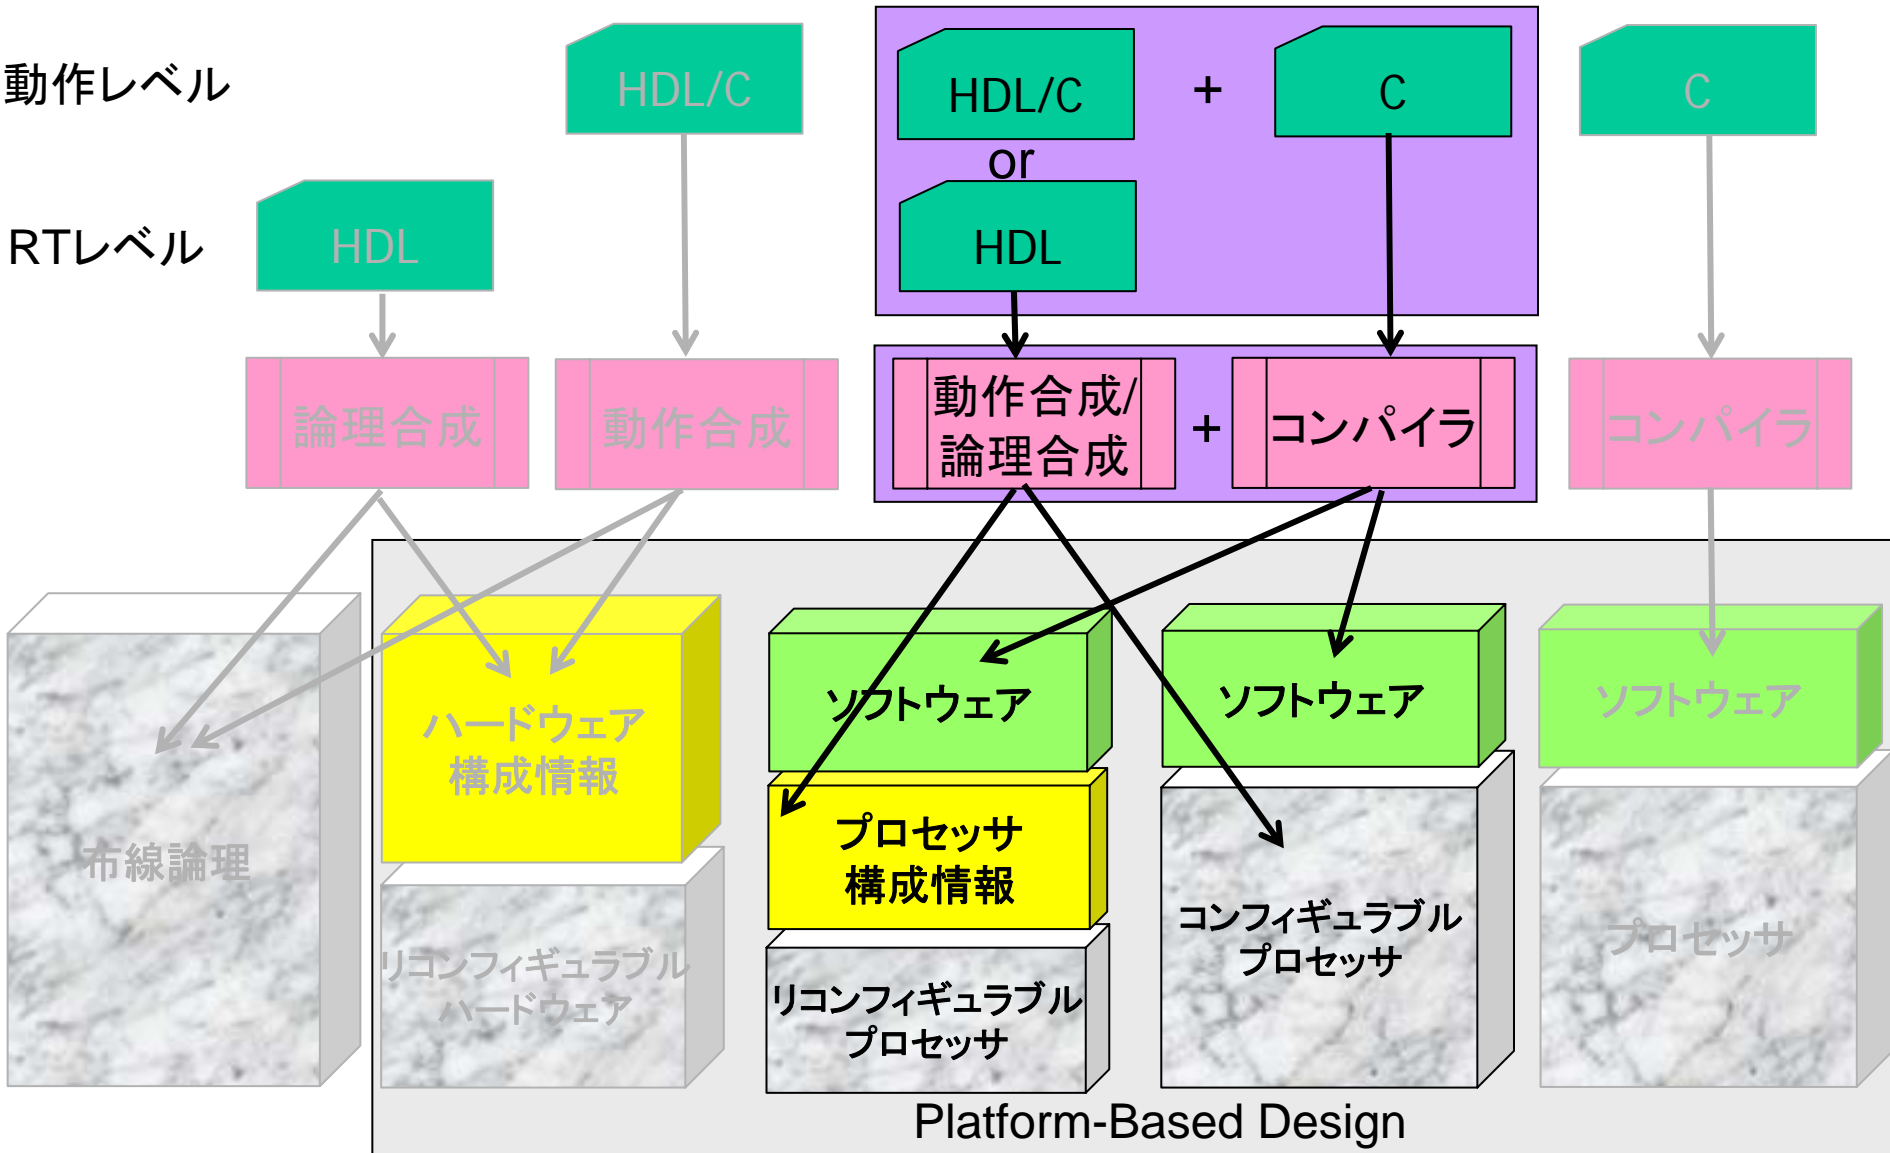 動作レベル
HDL/C
HDL/C
+
C
C
or
RTレベル
HDL
HDL
論理合成
動作合成
動作合成/
論理合成
+
コンパイラ
コンパイラ
布線論理
ハードウェア
構成情報
リコンフィギュラブル
ハードウェア
ソフトウェア
プロセッサ
構成情報
リコンフィギュラブル
プロセッサ
ソフトウェア
コンフィギュラブル
プロセッサ
ソフトウェア
プロセッサ
Platform-Based Design